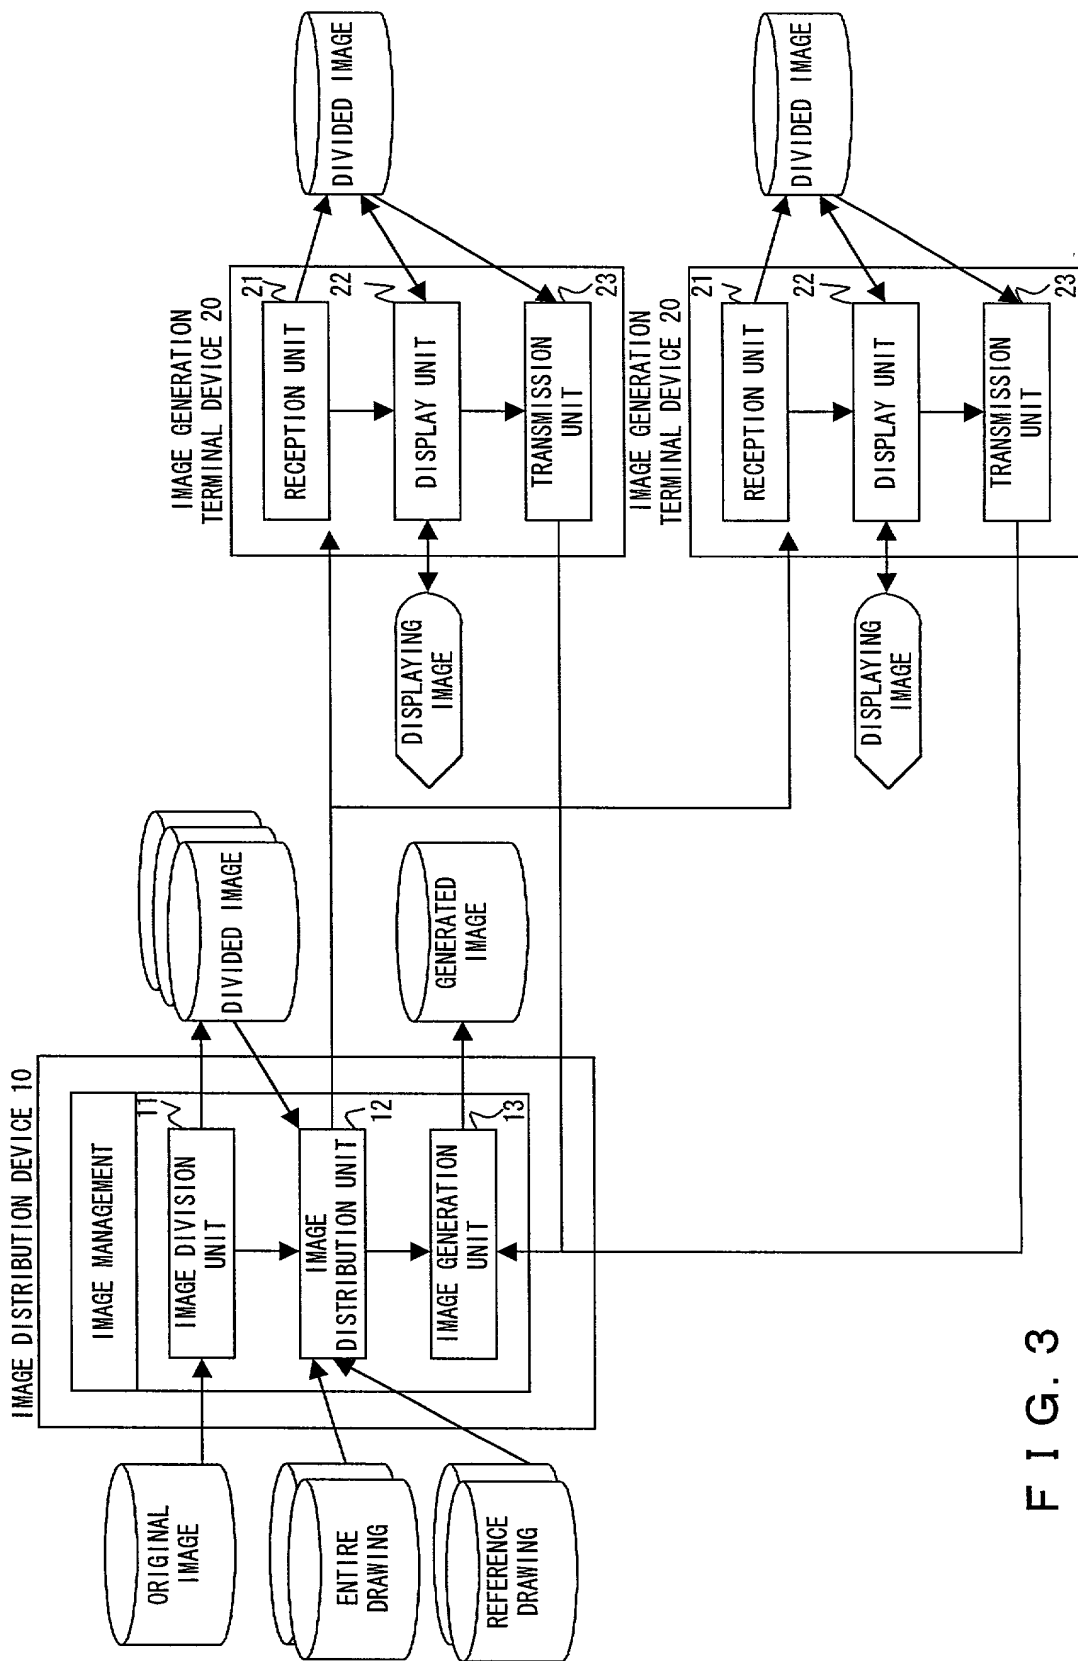 IMAGE DISTRIBUTION DEVICE 10
IMAGE MANAGEMENT
ORIGINAL
IMAGE
11
IMAGE DIVISION
UNIT
DIVIDED IMAGE
ENTIRE
DRAWING
IMAGE
DISTRIBUTION UNIT
12
REFERENCE
DRAWING
IMAGE GENERATION
UNIT
13
GENERATED
IMAGE
IMAGE GENERATION
TERMINAL DEVICE 20
RECEPTION UNIT
21
DISPLAYING
IMAGE
DISPLAY UNIT
22
TRANSMISSION
UNIT
23
DIVIDED IMAGE
IMAGE GENERATION
TERMINAL DEVICE 20
RECEPTION UNIT
21
DISPLAYING
IMAGE
DISPLAY UNIT
22
TRANSMISSION
UNIT
23
DIVIDED IMAGE
FIG. 3